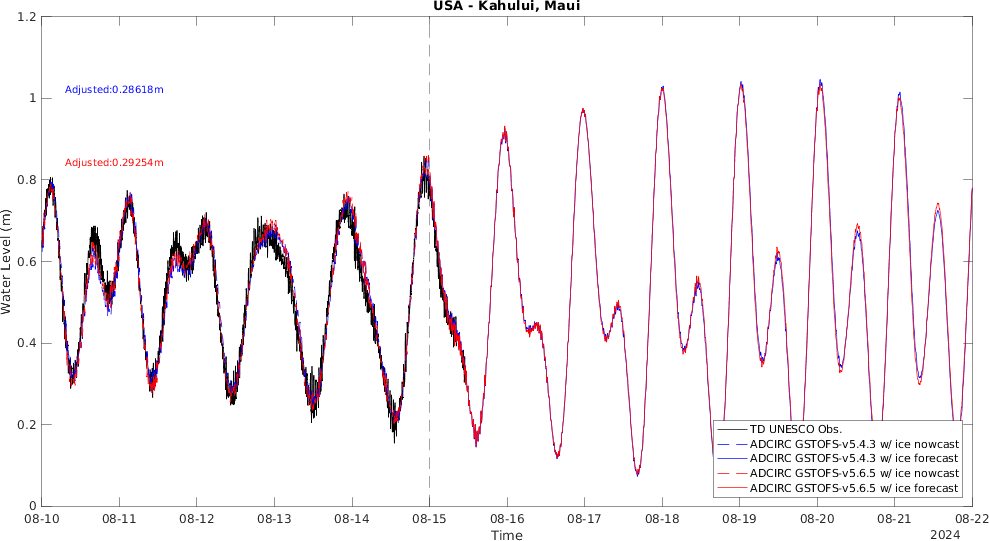 USA - Kahului, Maui
1.2
1
0.8
0.6
0.4
0.2
0
Water Level (m)
Adjusted:0.28618m
Adjusted:0.29254m
TD UNESCO Obs.
ADCIRC GSTOFS-v5.4.3 w/ ice nowcast
ADCIRC GSTOFS-v5.4.3 w/ ice forecast
ADCIRC GSTOFS-v5.6.5 w/ ice nowcast
ADCIRC GSTOFS-v5.6.5 w/ ice forecast
08-10 08-11 08-12 08-13 08-14 08-15 08-16 08-17 08-18 08-19 08-20 08-21 08-22
Time
2024